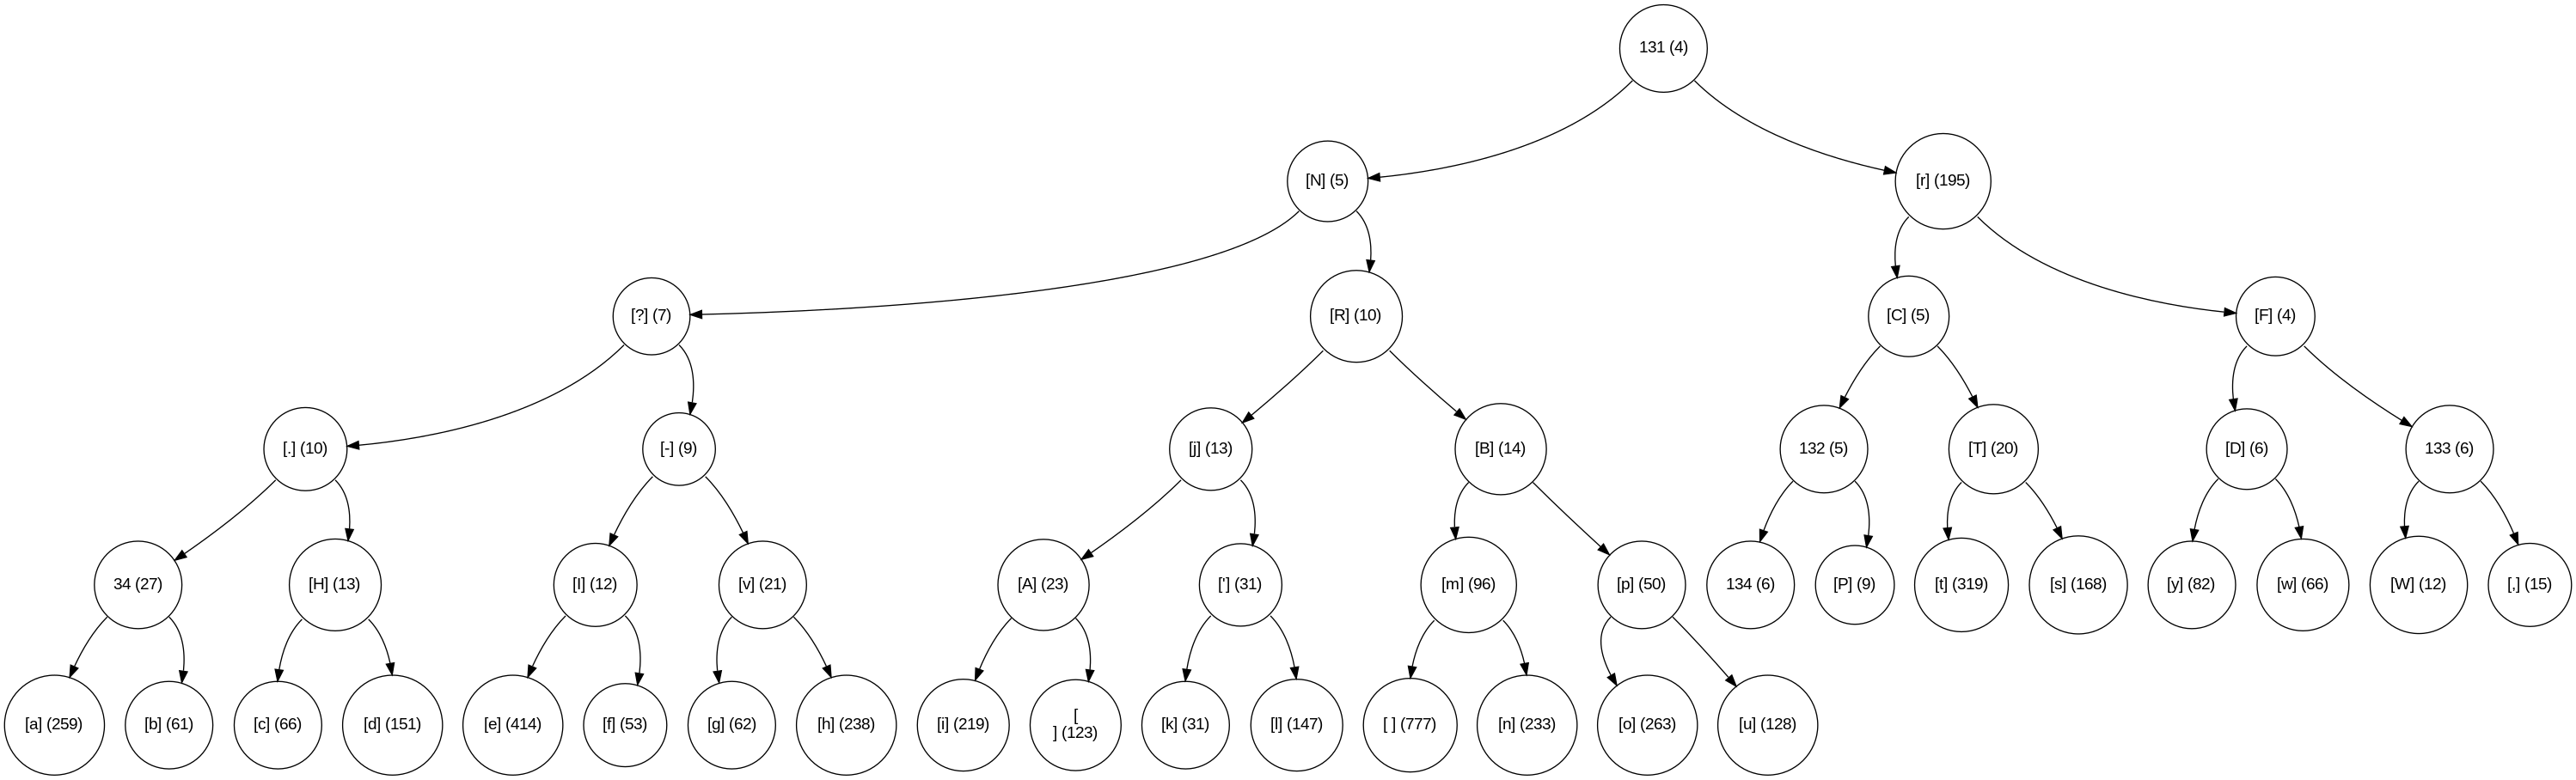 131 (4)
[N] (5)
[r] (195)
[?] (7)
[R] (10)
[C] (5)
[F] (4)
[.] (10)
[-] (9)
[j] (13)
[B] (14)
132 (5)
[T] (20)
[D] (6)
133 (6)
34 (27)
[H] (13)
[I] (12)
[v] (21)
[A] (23)
['] (31)
[m] (96)
[p] (50)
134 (6)
[P] (9)
[t] (319)
[s] (168)
[y] (82)
[w] (66)
[W] (12)
[,] (15)
[a] (259)
[b] (61)
[c] (66)
[d] (151)
[e] (414)
[f] (53)
[g] (62)
[h] (238)
[i] (219)
[
] (123)
[k] (31)
[l] (147)
[ ] (777)
[n] (233)
[o] (263)
[u] (128)